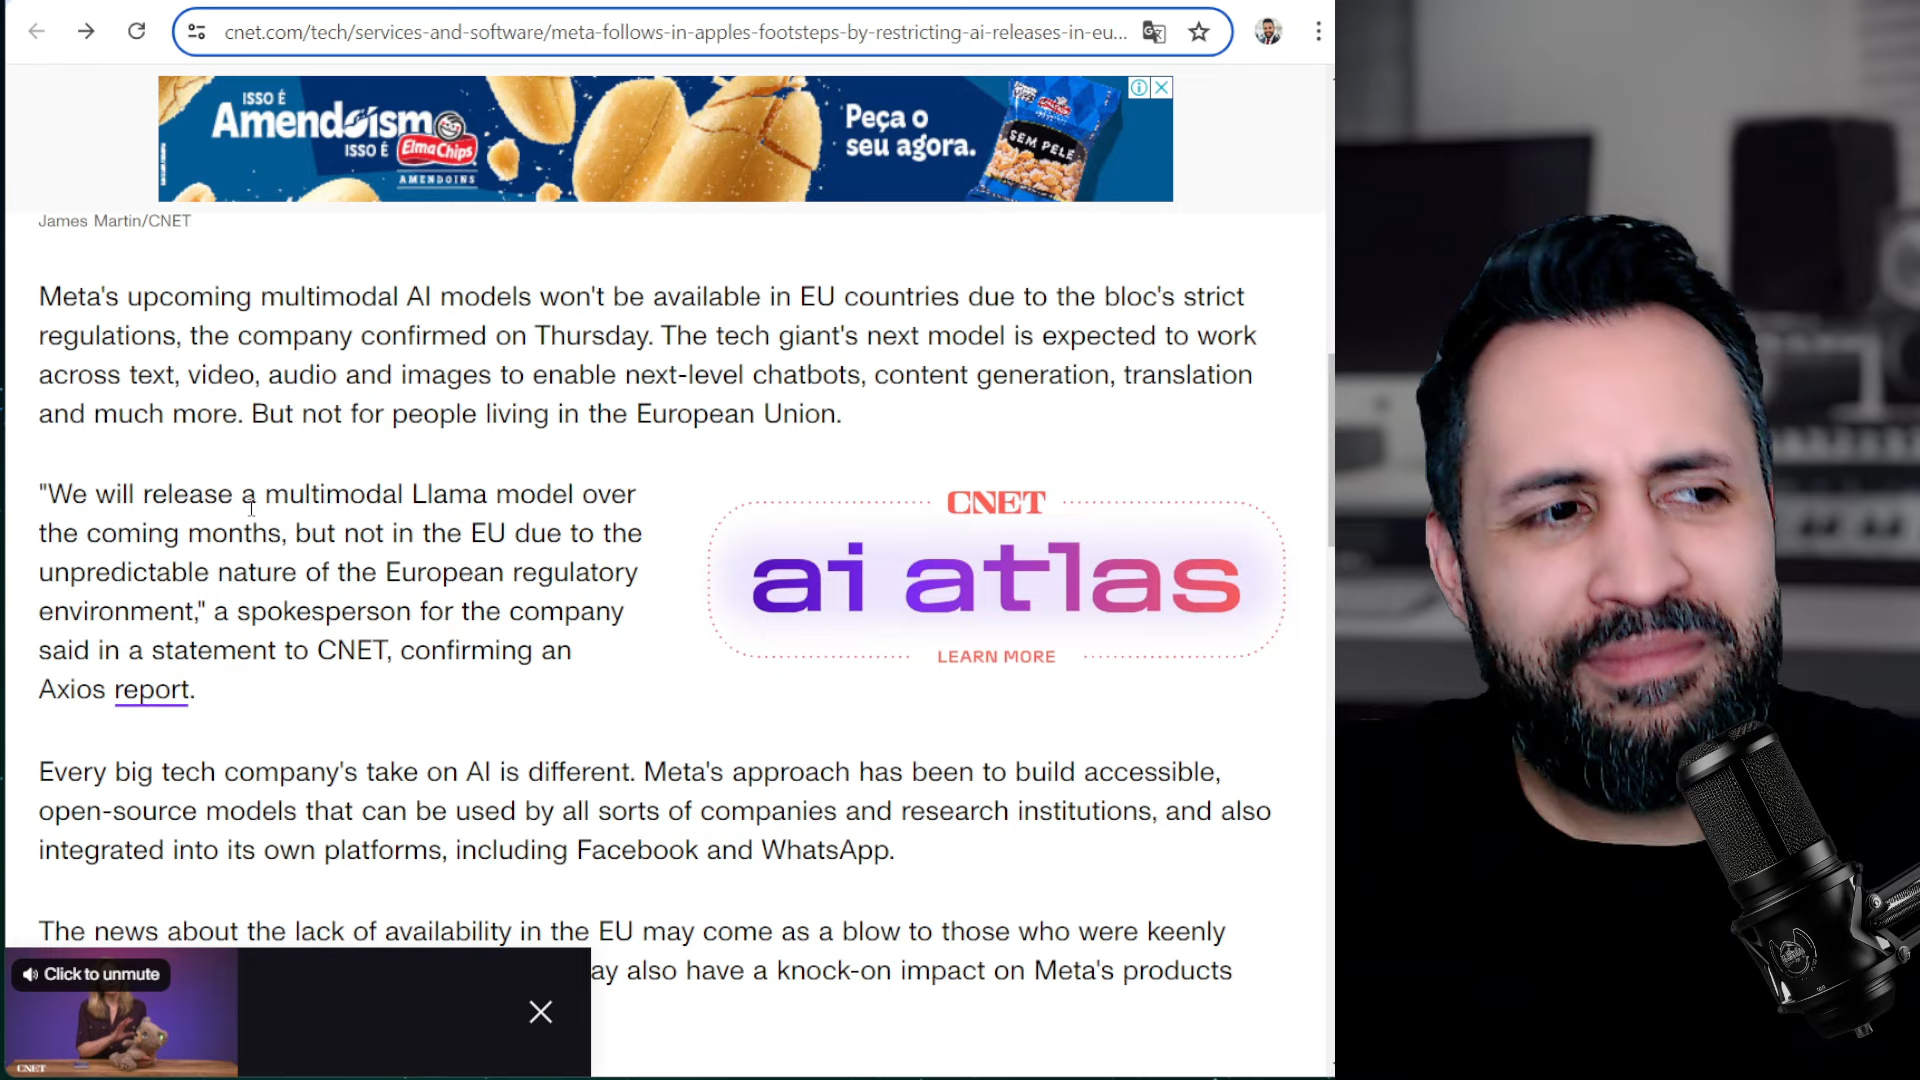 cnet.com/tech/services-and-software/meta-follows-in-apples-footsteps-by-restricting-ai-releases-in-eu...
ISSO É
Amendoísm
ISSO É ElmaChips
AMENDOINS
Peça o
seu agora.
SEM PELE
James Martin/CNET
Meta's upcoming multimodal AI models won't be available in EU countries due to the bloc's strict
regulations, the company confirmed on Thursday. The tech giant's next model is expected to work
across text, video, audio and images to enable next-level chatbots, content generation, translation
and much more. But not for people living in the European Union.
"We will release a multimodal Llama model over
the coming months, but not in the EU due to the
unpredictable nature of the European regulatory
environment," a spokesperson for the company
said in a statement to CNET, confirming an
Axios report.
CNET
ai atlas
LEARN MORE
Every big tech company's take on AI is different. Meta's approach has been to build accessible,
open-source models that can be used by all sorts of companies and research institutions, and also
integrated into its own platforms, including Facebook and WhatsApp.
The news about the lack of availability in the EU may come as a blow to those who were keenly
ay also have a knock-on impact on Meta's products
Click to unmute
CNET